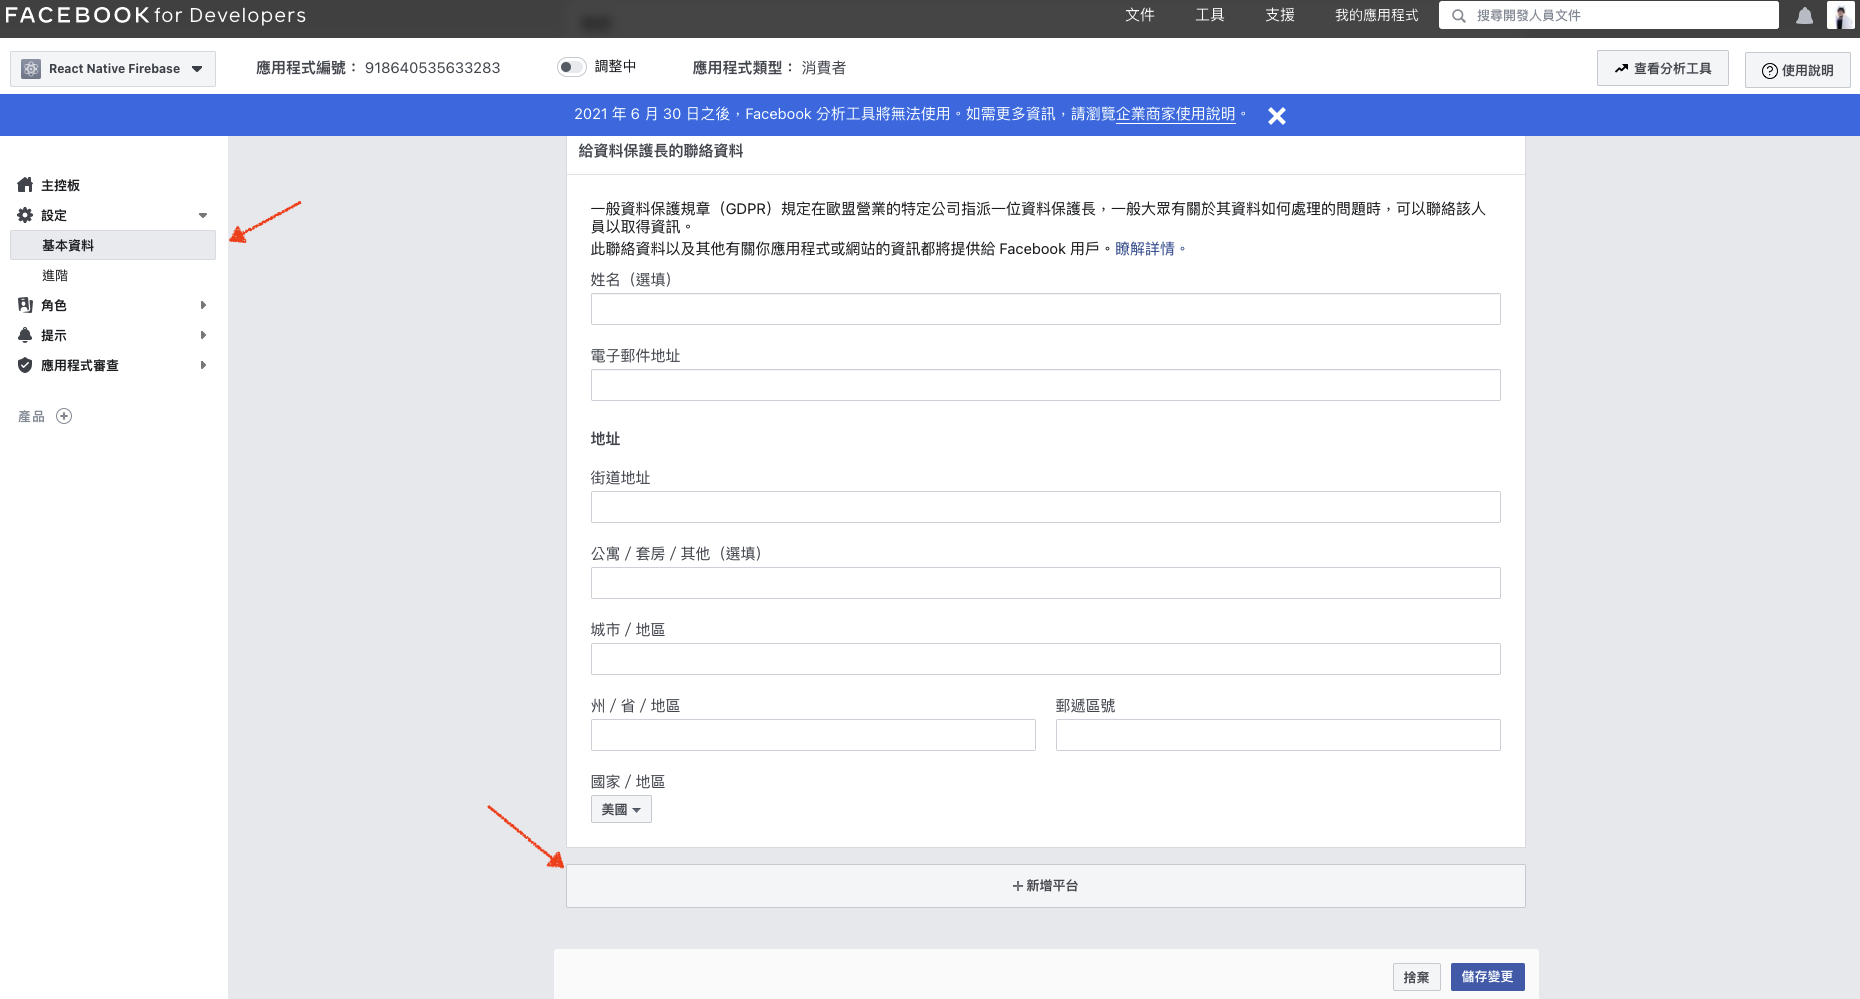 FACEBOOK for Developers
文件
工具
支援
我的應用程式
搜尋開發人員文件
React Native Firebase
應用程式編號： 918640535633283
調整中
應用程式類型： 消費者
查看分析工具
使用說明
2021 年 6 月 30 日之後，Facebook 分析工具將無法使用。如需更多資訊，請瀏覽企業商家使用說明。
主控板
設定
基本資料
進階
角色
提示
應用程式審查
產品
給資料保護長的聯絡資料
一般資料保護規章（GDPR）規定在歐盟營業的特定公司指派一位資料保護長，一般大眾有關於其資料如何處理的問題時，可以聯絡該人
員以取得資訊。
此聯絡資料以及其他有關你應用程式或網站的資訊都將提供給 Facebook 用戶。瞭解詳情。
姓名（選填）
電子郵件地址
地址
街道地址
公寓 / 套房 / 其他（選填）
城市 / 地區
州 / 省 / 地區
郵遞區號
國家 / 地區
美國
＋新增平台
捨棄
儲存變更